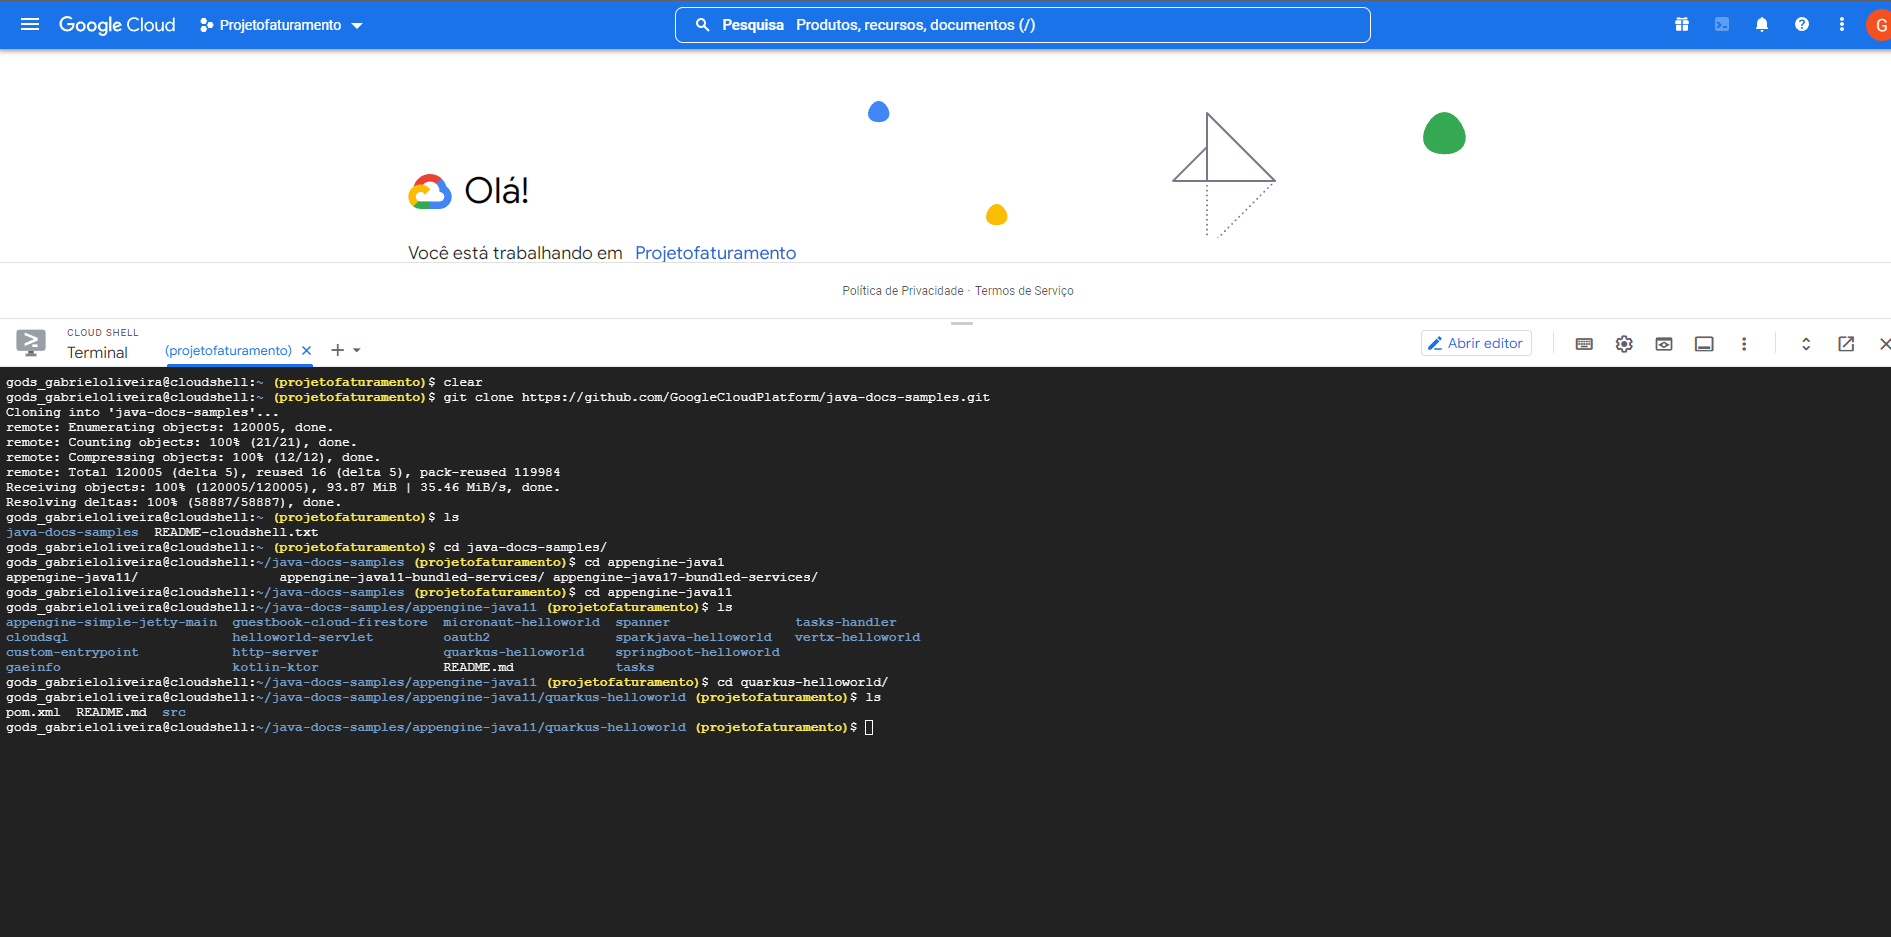 Google Cloud Projetofaturamento Pesquisa Produtos, recursos, documentos (/) G
Olá!
Você está trabalhando em Projetofaturamento
Política de Privacidade · Termos de Serviço
CLOUD SHELL
Terminal (projetofaturamento) Abrir editor
gods_gabrieloliveira@cloudshell:~ (projetofaturamento)$ clear
gods_gabrieloliveira@cloudshell:~ (projetofaturamento)$ git clone https://github.com/GoogleCloudPlatform/java-docs-samples.git
Cloning into 'java-docs-samples'...
remote: Enumerating objects: 120005, done.
remote: Counting objects: 100% (21/21), done.
remote: Compressing objects: 100% (12/12), done.
remote: Total 120005 (delta 5), reused 16 (delta 5), pack-reused 119984
Receiving objects: 100% (120005/120005), 93.87 MiB | 35.46 MiB/s, done.
Resolving deltas: 100% (58887/58887), done.
gods_gabrieloliveira@cloudshell:~ (projetofaturamento)$ ls
java-docs-samples README-cloudshell.txt
gods_gabrieloliveira@cloudshell:~ (projetofaturamento)$ cd java-docs-samples/
gods_gabrieloliveira@cloudshell:~/java-docs-samples (projetofaturamento)$ cd appengine-java1
appengine-java11/ appengine-java11-bundled-services/ appengine-java17-bundled-services/
gods_gabrieloliveira@cloudshell:~/java-docs-samples (projetofaturamento)$ cd appengine-java11
gods_gabrieloliveira@cloudshell:~/java-docs-samples/appengine-java11 (projetofaturamento)$ ls
appengine-simple-jetty-main guestbook-cloud-firestore micronaut-helloworld spanner tasks-handler
cloudsql helloworld-servlet oauth2 sparkjava-helloworld vertx-helloworld
custom-entrypoint http-server quarkus-helloworld springboot-helloworld
gaeinfo kotlin-ktor README.md tasks
gods_gabrieloliveira@cloudshell:~/java-docs-samples/appengine-java11 (projetofaturamento)$ cd quarkus-helloworld/
gods_gabrieloliveira@cloudshell:~/java-docs-samples/appengine-java11/quarkus-helloworld (projetofaturamento)$ ls
pom.xml README.md src
gods_gabrieloliveira@cloudshell:~/java-docs-samples/appengine-java11/quarkus-helloworld (projetofaturamento)$